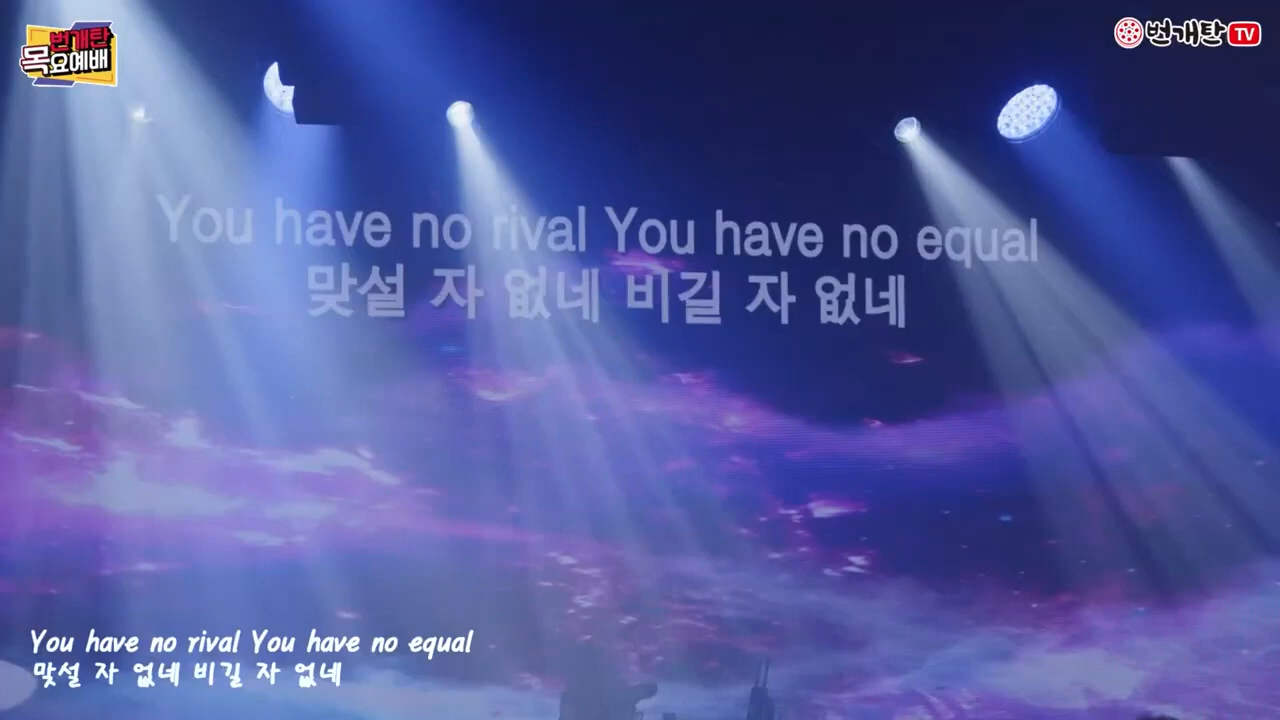 번개탄
목요예배
번개탄 TV
You have no rival You have no equal
맞설 자 없네 비길 자 없네
You have no rival You have no equal
맞설 자 없네 비길 자 없네